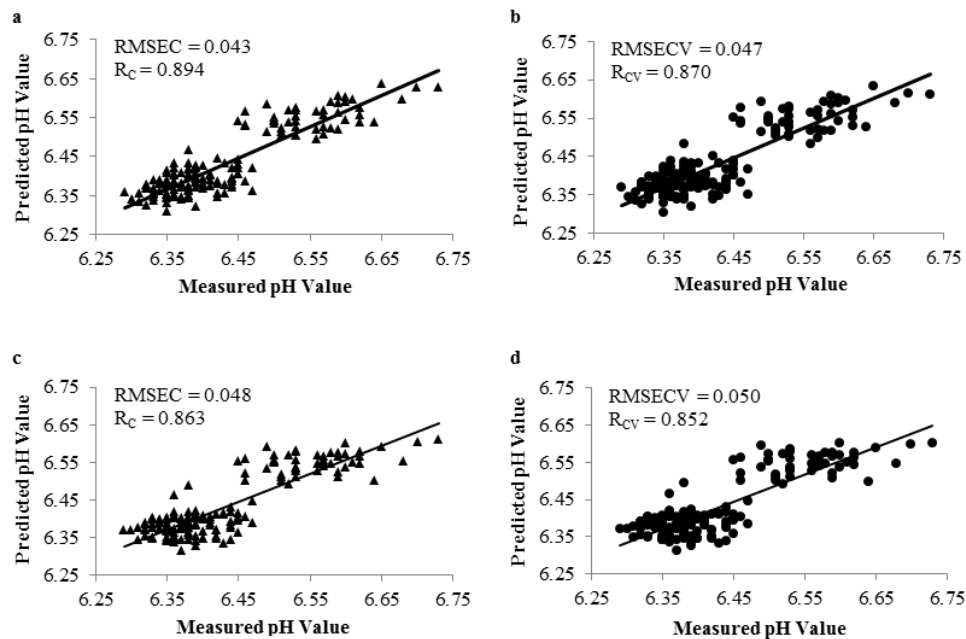 a
6.75
6.65
6.55
6.45
6.35
6.25
Predicted pH Value
RMSEC = 0.043
RC = 0.894
6.25 6.35 6.45 6.55 6.65 6.75
Measured pH Value
b
6.75
6.65
6.55
6.45
6.35
6.25
Predicted pH Value
RMSECV = 0.047
RCV = 0.870
6.25 6.35 6.45 6.55 6.65 6.75
Measured pH Value
c
6.75
6.65
6.55
6.45
6.35
6.25
Predicted pH Value
RMSEC = 0.048
RC = 0.863
6.25 6.35 6.45 6.55 6.65 6.75
Measured pH Value
d
6.75
6.65
6.55
6.45
6.35
6.25
Predicted pH Value
RMSECV = 0.050
RCV = 0.852
6.25 6.35 6.45 6.55 6.65 6.75
Measured pH Value